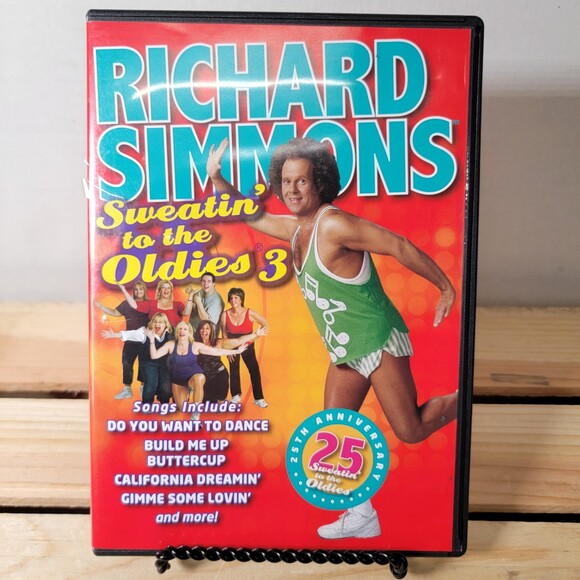 RICHARD
SIMMONS™
Sweatin'
to the
Oldies® 3
Songs Include:
DO YOU WANT TO DANCE
BUILD ME UP
BUTTERCUP
CALIFORNIA DREAMIN'
GIMME SOME LOVIN'
and more!
25TH ANNIVERSARY
25
Sweatin'
to the
Oldies